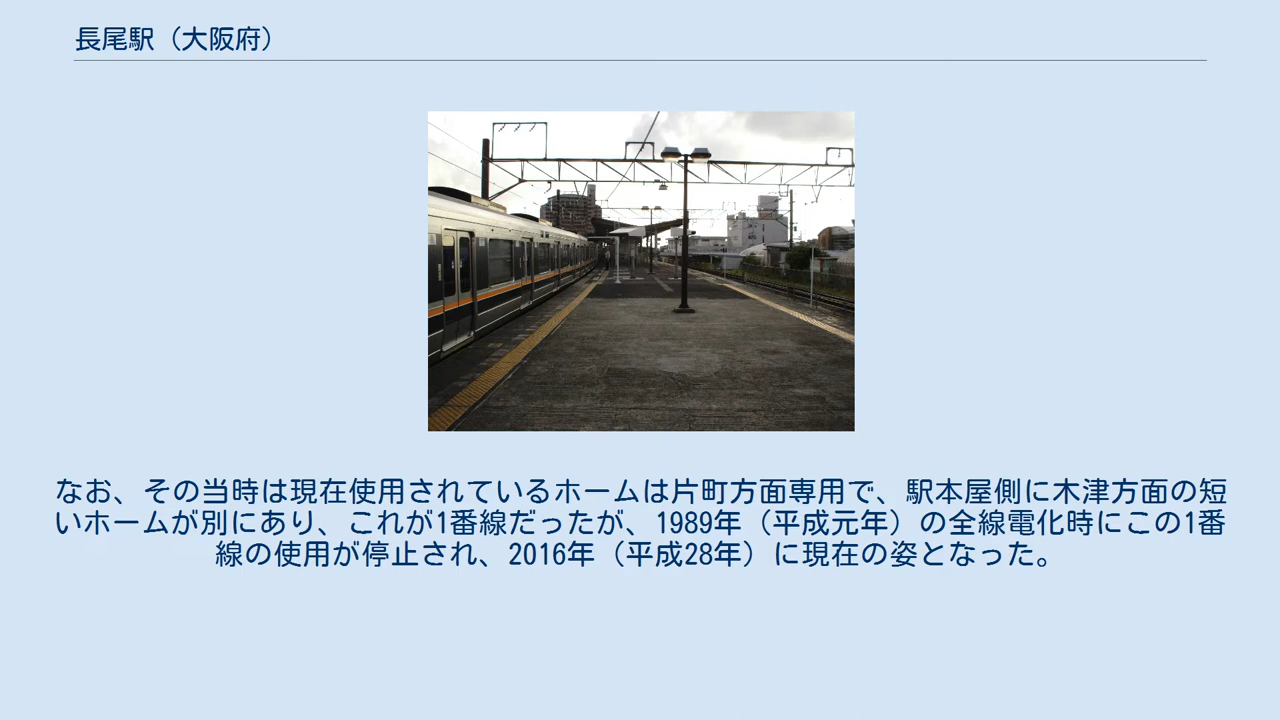 長尾駅（大阪府）
なお、その当時は現在使用されているホームは片町方面専用で、駅本屋側に木津方面の短
いホームが別にあり、これが1番線だったが、1989年（平成元年）の全線電化時にこの1番
線の使用が停止され、2016年（平成28年）に現在の姿となった。